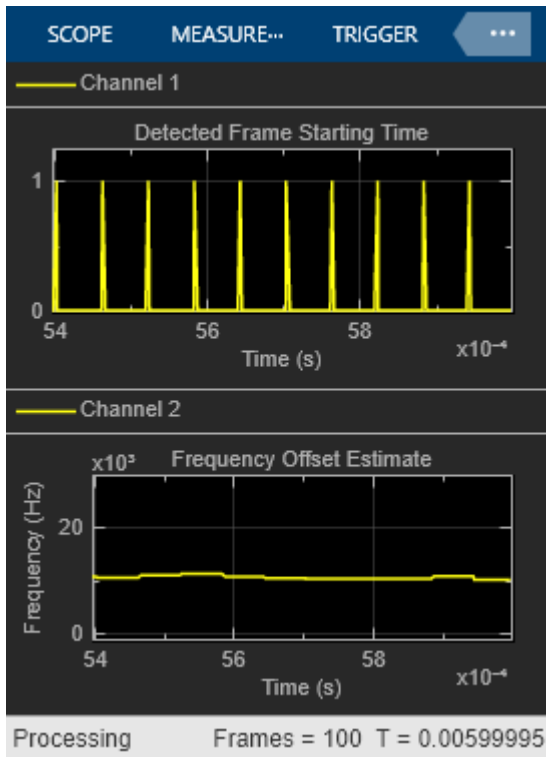 SCOPE MEASURE··· TRIGGER ···
Channel 1
Detected Frame Starting Time
1
0
54 56 58
Time (s) x10⁻⁴
Channel 2
x10³ Frequency Offset Estimate
Frequency (Hz)
20
0
54 56 58
Time (s) x10⁻⁴
Processing Frames = 100 T = 0.00599995